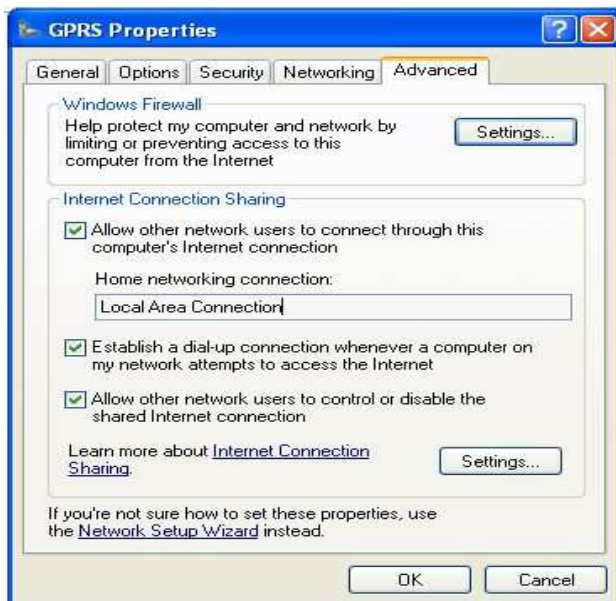 GPRS Properties
General Options Security Networking Advanced
Windows Firewall
Help protect my computer and network by
limiting or preventing access to this
computer from the Internet
Settings...
Internet Connection Sharing
Allow other network users to connect through this
computer's Internet connection
Home networking connection:
Local Area Connection
Establish a dial-up connection whenever a computer on
my network attempts to access the Internet
Allow other network users to control or disable the
shared Internet connection
Learn more about Internet Connection
Sharing.
Settings...
If you're not sure how to set these properties, use
the Network Setup Wizard instead.
OK Cancel